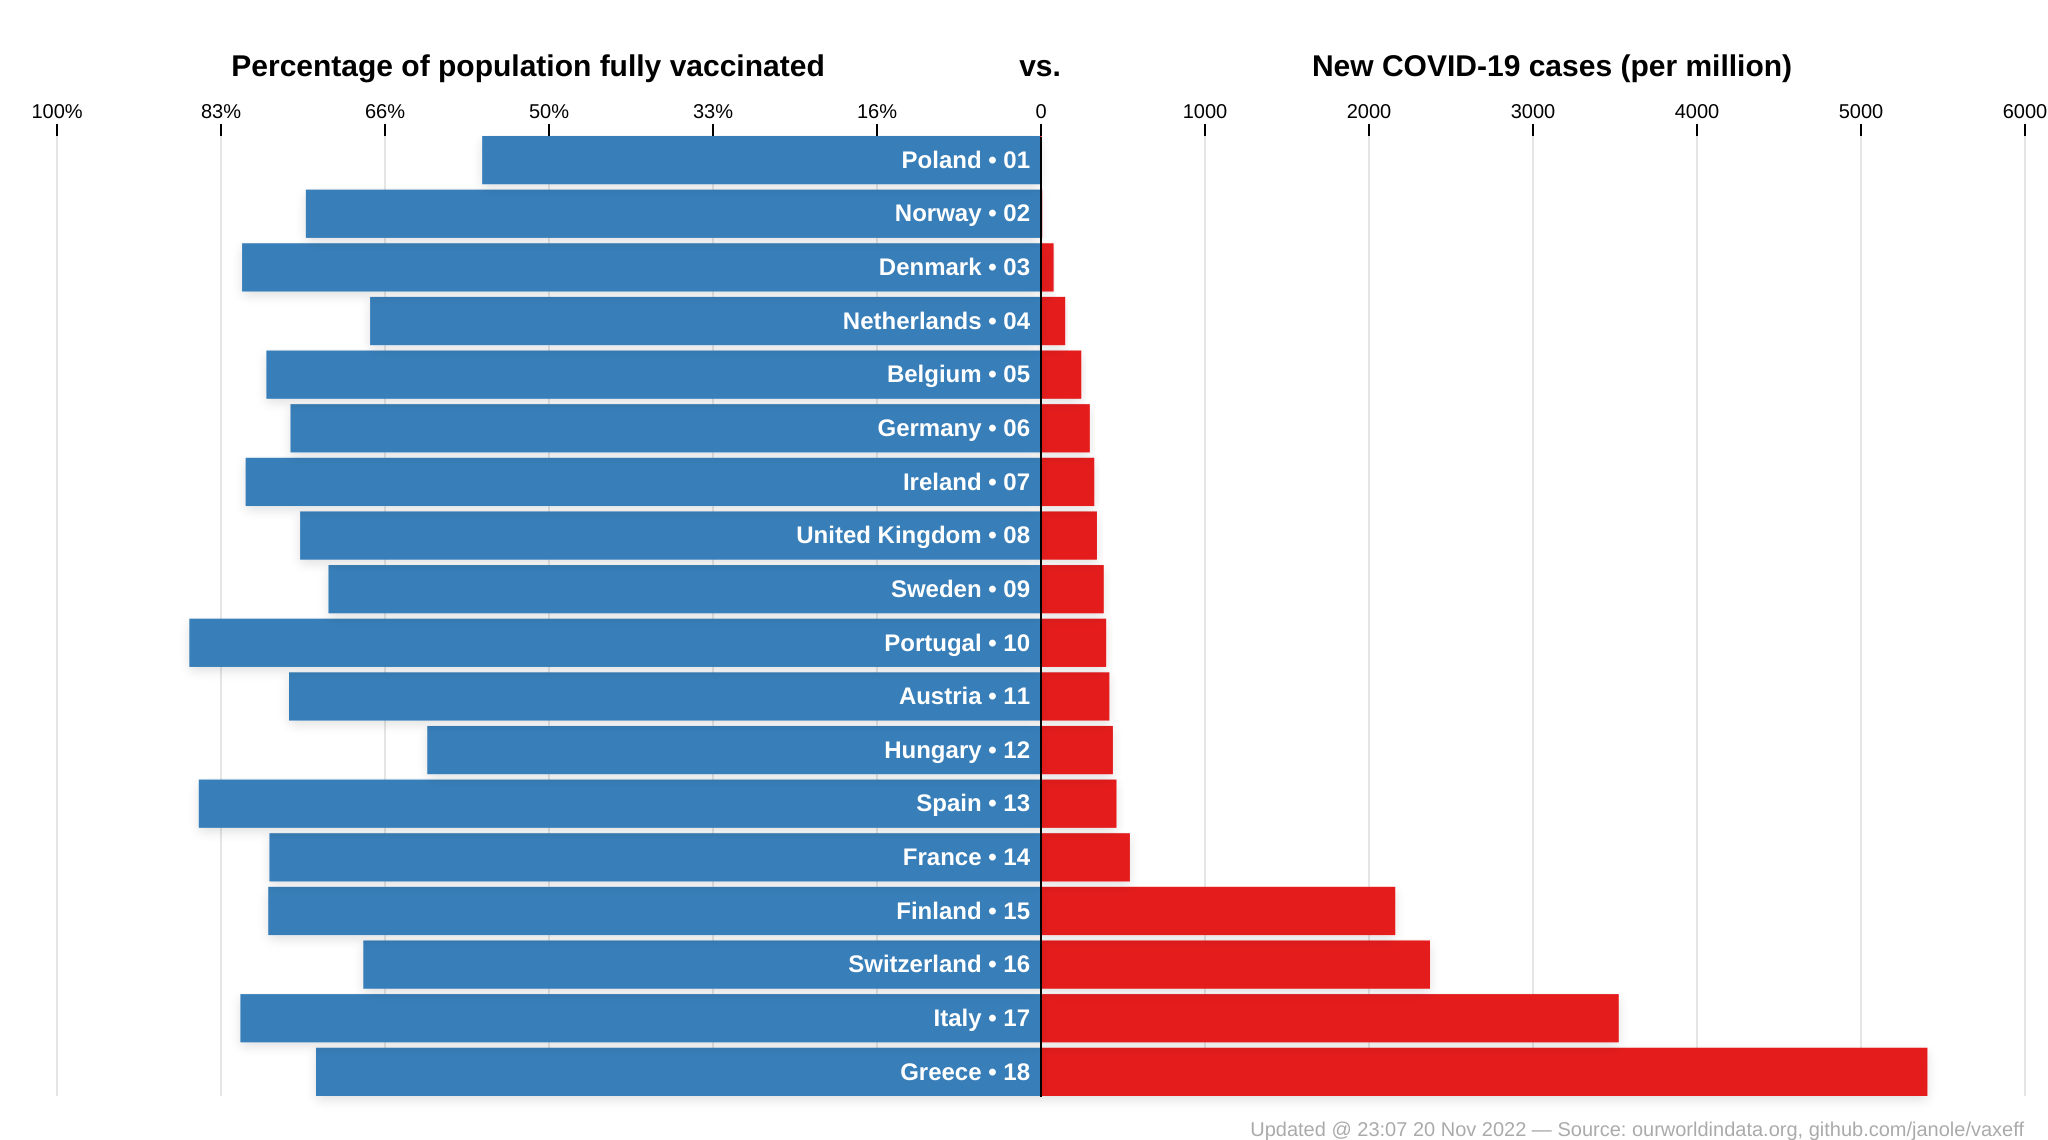 Percentage of population fully vaccinated vs. New COVID-19 cases (per million)
100% 83% 66% 50% 33% 16% 0 1000 2000 3000 4000 5000 6000
Poland • 01
Norway • 02
Denmark • 03
Netherlands • 04
Belgium • 05
Germany • 06
Ireland • 07
United Kingdom • 08
Sweden • 09
Portugal • 10
Austria • 11
Hungary • 12
Spain • 13
France • 14
Finland • 15
Switzerland • 16
Italy • 17
Greece • 18
Updated @ 23:07 20 Nov 2022 — Source: ourworldindata.org, github.com/janole/vaxeff